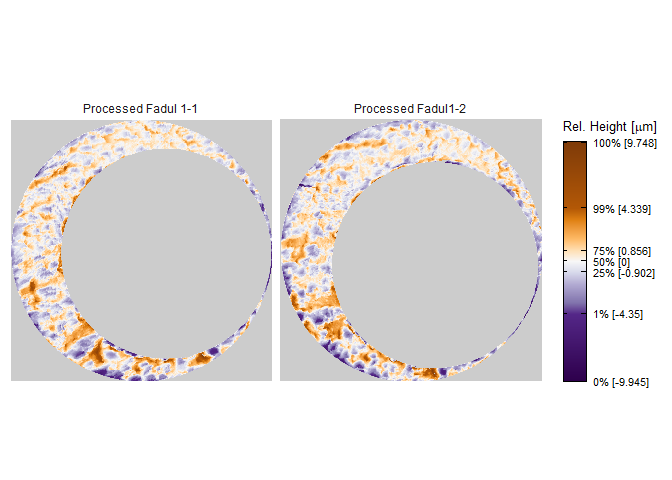 Processed Fadul 1-1
Processed Fadul1-2
Rel. Height [μm]
100% [9.748]
99% [4.339]
75% [0.856]
50% [0]
25% [-0.902]
1% [-4.35]
0% [-9.945]